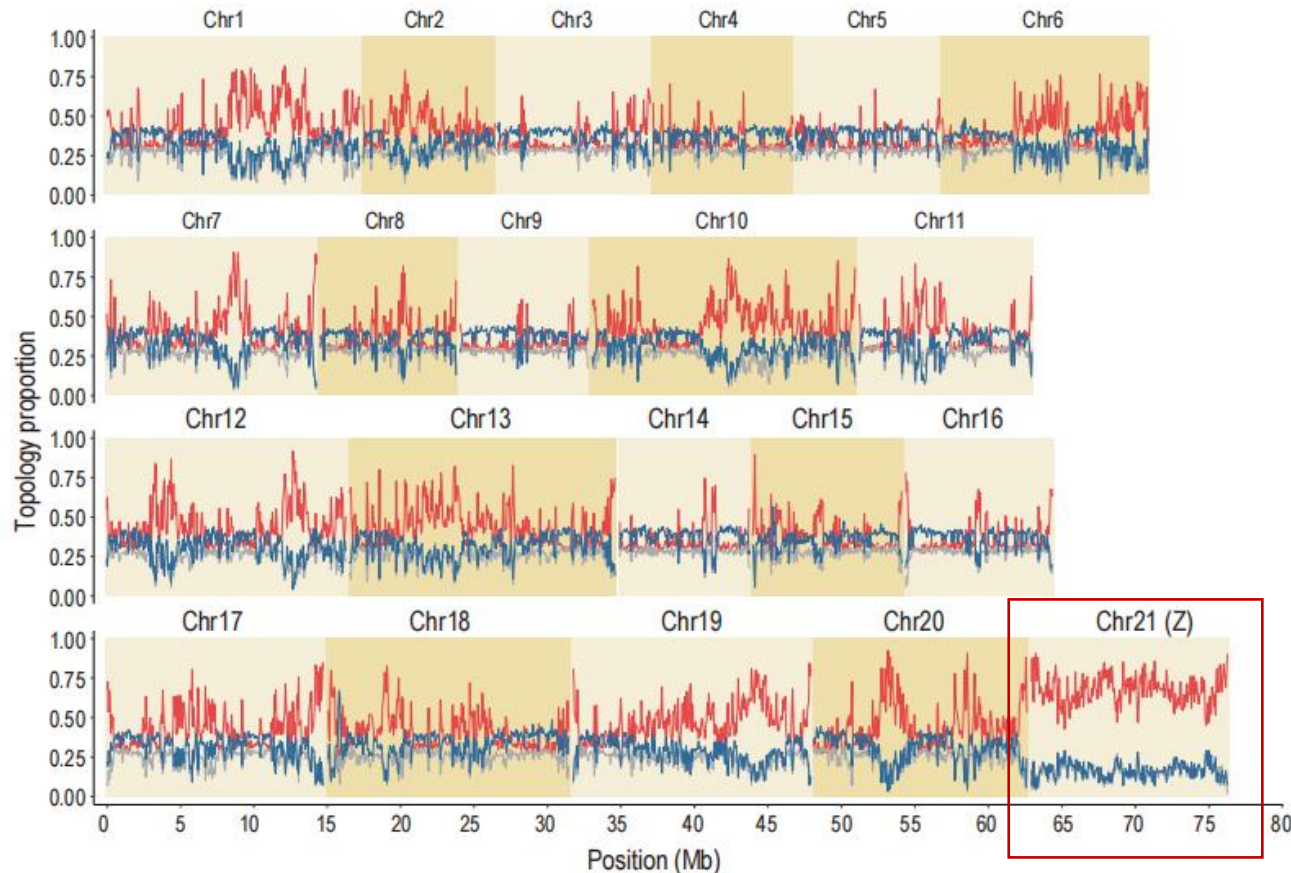 Chr1 Chr2 Chr3 Chr4 Chr5 Chr6
1.00
0.75
0.50
0.25
0.00
Chr7 Chr8 Chr9 Chr10 Chr11
1.00
0.75
0.50
0.25
0.00
Topology proportion
Chr12 Chr13 Chr14 Chr15 Chr16
1.00
0.75
0.50
0.25
0.00
Chr17 Chr18 Chr19 Chr20 Chr21 (Z)
1.00
0.75
0.50
0.25
0.00
0 5 10 15 20 25 30 35 40 45 50 55 60 65 70 75 80
Position (Mb)